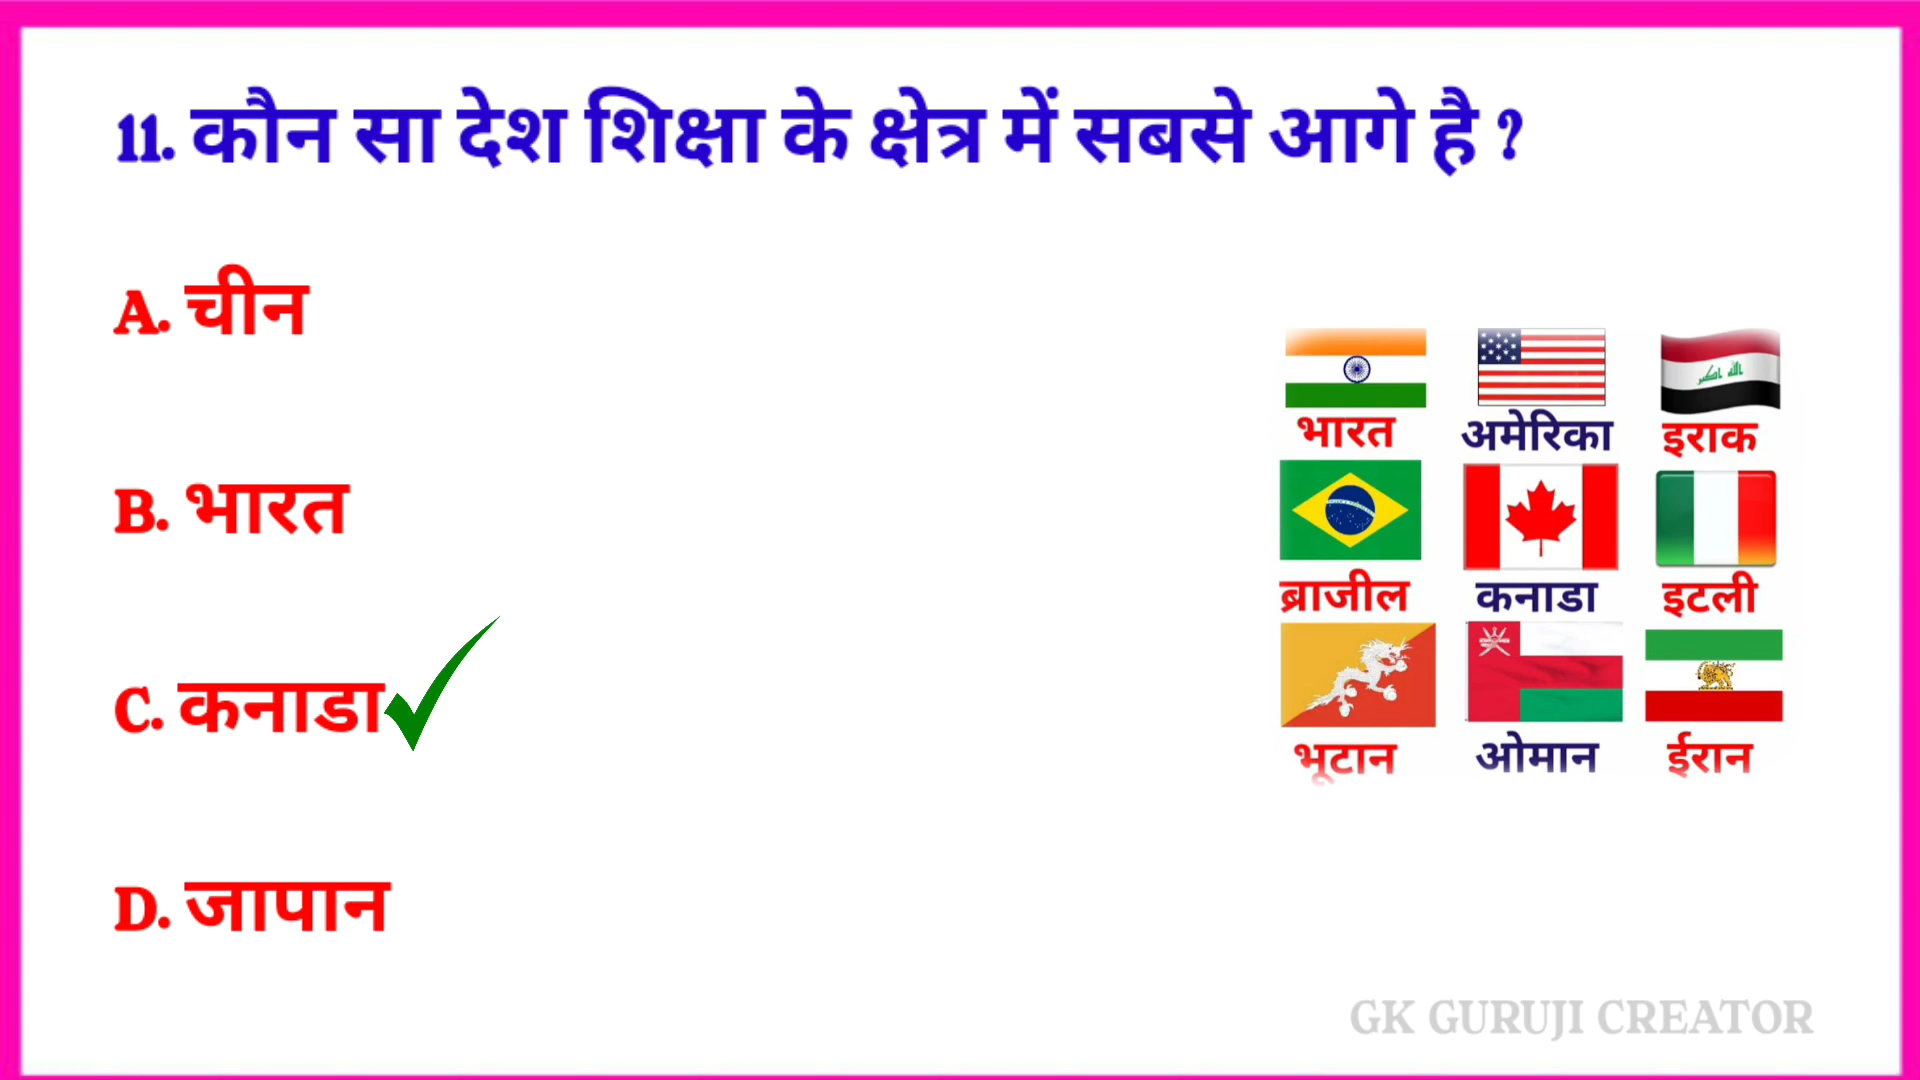 11. कौन सा देश शिक्षा के क्षेत्र में सबसे आगे है ?
A. चीन
B. भारत
C. कनाडा
D. जापान
भारत अमेरिका इराक
ब्राजील कनाडा इटली
भूटान ओमान ईरान
GK GURUJI CREATOR